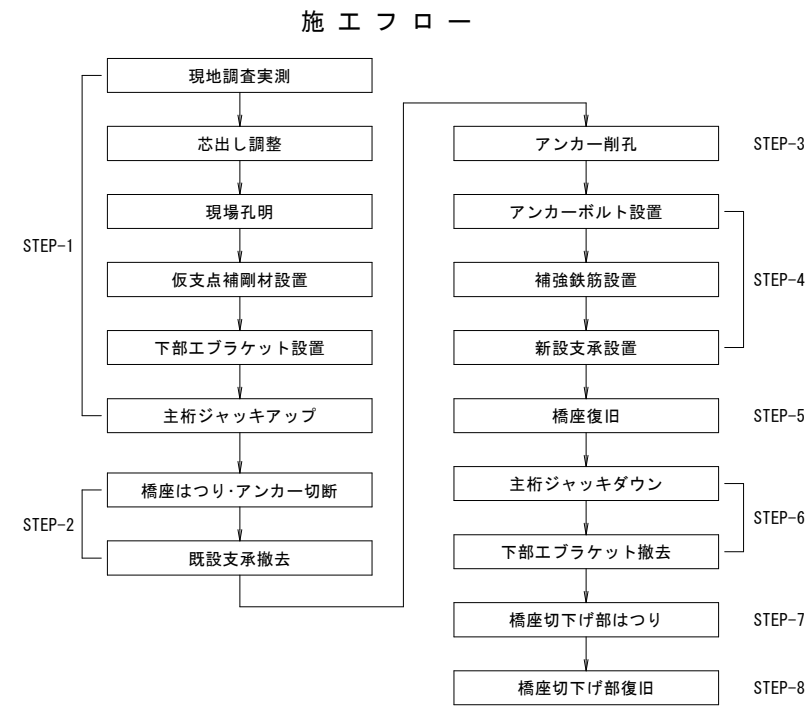 施工フロー
現地調査実測
芯出し調整
現場孔明
仮支点補剛材設置
下部工ブラケット設置
主桁ジャッキアップ
STEP-1
橋座はつり・アンカー切断
既設支承撤去
STEP-2
アンカー削孔
STEP-3
アンカーボルト設置
補強鉄筋設置
新設支承設置
STEP-4
橋座復旧
STEP-5
主桁ジャッキダウン
下部工ブラケット撤去
STEP-6
橋座切下げ部はつり
STEP-7
橋座切下げ部復旧
STEP-8